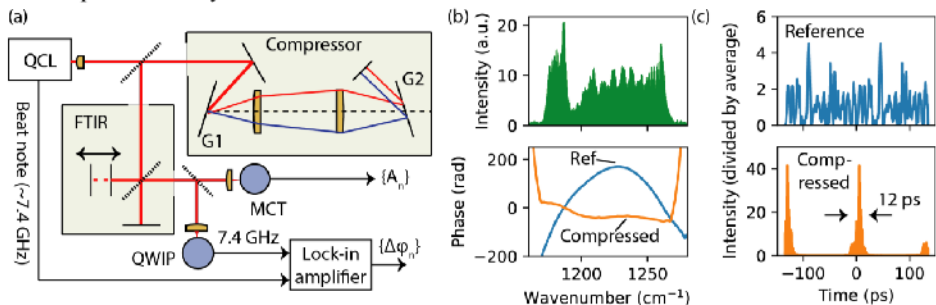 (a)
QCL
Compressor
G1
G2
Beat note (~7.4 GHz)
FTIR
MCT
{Aₙ}
QWIP
7.4 GHz
Lock-in
amplifier
{Δφₙ}
(b)
Intensity (a.u.)
20
10
0
Phase (rad)
200
0
-200
Ref
Compressed
1200
1250
Wavenumber (cm⁻¹)
(c)
Intensity (divided by average)
6
4
2
0
Reference
40
20
0
Comp-
ressed
12 ps
-100
0
100
Time (ps)